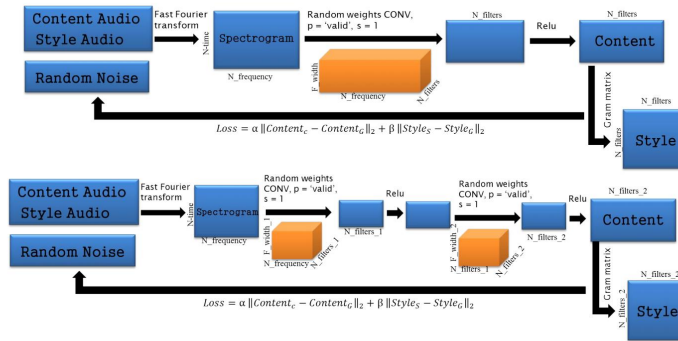 Content Audio
Style Audio
Fast Fourier
transform
N-time
Spectrogram
N_frequency
Random weights CONV,
p = 'valid', s = 1
F_width
N_frequency
N_filters
N_filters
Relu
N_filters
Content
Random Noise
Gram matrix
N_filters
N_filters
Style
Loss = α ‖Content_c − Content_G‖_2 + β ‖Style_S − Style_G‖_2
Content Audio
Style Audio
Fast Fourier
transform
N-time
Spectrogram
N_frequency
Random weights
CONV, p = 'valid',
s = 1
F_width_1
N_frequency
N_filters_1
N_filters_1
Relu
Random weights
CONV, p = 'valid',
s = 1
F_width_2
N_filters_1
N_filters_2
N_filters_2
Relu
N_filters_2
Content
Random Noise
Gram matrix
N_filters_2
N_filters_2
Style
Loss = α ‖Content_c − Content_G‖_2 + β ‖Style_S − Style_G‖_2